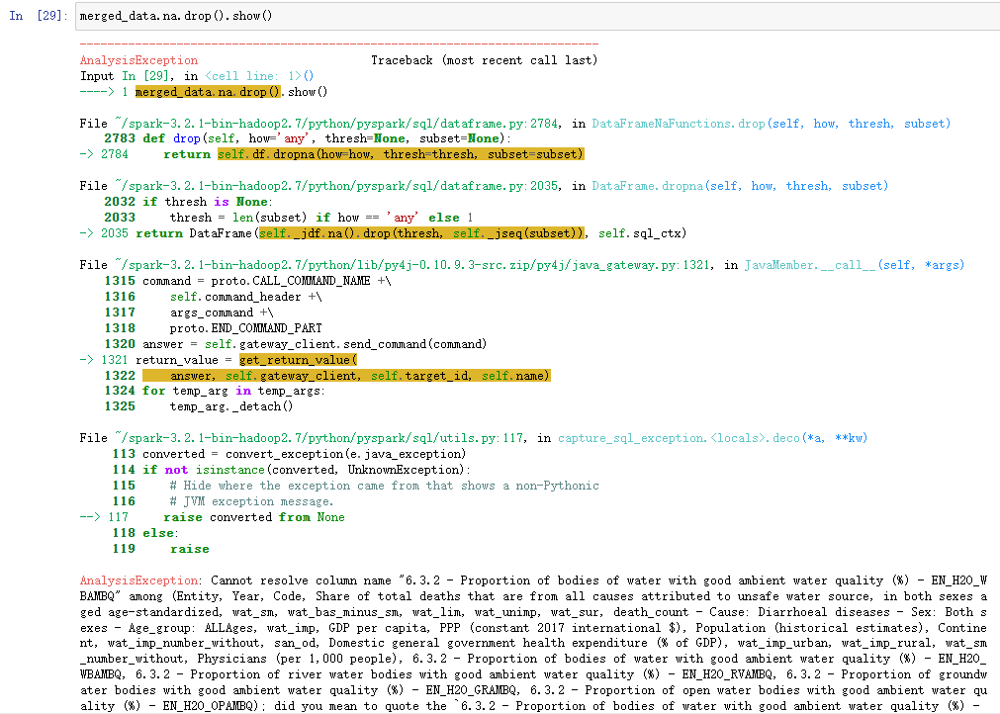 In [29]: merged_data.na.drop().show()
---------------------------------------------------------------------------
AnalysisException Traceback (most recent call last)
Input In [29], in <cell line: 1>()
----> 1 merged_data.na.drop().show()
File ~/spark-3.2.1-bin-hadoop2.7/python/pyspark/sql/dataframe.py:2784, in DataFrameNaFunctions.drop(self, how, thresh, subset)
2783 def drop(self, how='any', thresh=None, subset=None):
-> 2784 return self.df.dropna(how=how, thresh=thresh, subset=subset)
File ~/spark-3.2.1-bin-hadoop2.7/python/pyspark/sql/dataframe.py:2035, in DataFrame.dropna(self, how, thresh, subset)
2032 if thresh is None:
2033 thresh = len(subset) if how == 'any' else 1
-> 2035 return DataFrame(self._jdf.na().drop(thresh, self._jseq(subset)), self.sql_ctx)
File ~/spark-3.2.1-bin-hadoop2.7/python/lib/py4j-0.10.9.3-src.zip/py4j/java_gateway.py:1321, in JavaMember.__call__(self, *args)
1315 command = proto.CALL_COMMAND_NAME +\
1316 self.command_header +\
1317 args_command +\
1318 proto.END_COMMAND_PART
1320 answer = self.gateway_client.send_command(command)
-> 1321 return_value = get_return_value(
1322 answer, self.gateway_client, self.target_id, self.name)
1324 for temp_arg in temp_args:
1325 temp_arg._detach()
File ~/spark-3.2.1-bin-hadoop2.7/python/pyspark/sql/utils.py:117, in capture_sql_exception.<locals>.deco(*a, **kw)
113 converted = convert_exception(e.java_exception)
114 if not isinstance(converted, UnknownException):
115 # Hide where the exception came from that shows a non-Pythonic
116 # JVM exception message.
--> 117 raise converted from None
118 else:
119 raise
AnalysisException: Cannot resolve column name "6.3.2 - Proportion of bodies of water with good ambient water quality (%) - EN_H2O_W
BAMBQ" among (Entity, Year, Code, Share of total deaths that are from all causes attributed to unsafe water source, in both sexes a
ged age-standardized, wat_sm, wat_bas_minus_sm, wat_lim, wat_unimp, wat_sur, death_count - Cause: Diarrhoeal diseases - Sex: Both s
exes - Age_group: ALLAges, wat_imp, GDP per capita, PPP (constant 2017 international $), Population (historical estimates), Contine
nt, wat_imp_number_without, san_od, Domestic general government health expenditure (% of GDP), wat_imp_urban, wat_imp_rural, wat_sm
_number_without, Physicians (per 1,000 people), 6.3.2 - Proportion of bodies of water with good ambient water quality (%) - EN_H2O_
WBAMBQ, 6.3.2 - Proportion of river water bodies with good ambient water quality (%) - EN_H2O_RVAMBQ, 6.3.2 - Proportion of groundw
ater bodies with good ambient water quality (%) - EN_H2O_GRAMBQ, 6.3.2 - Proportion of open water bodies with good ambient water qu
ality (%) - EN_H2O_OPAMBQ); did you mean to quote the `6.3.2 - Proportion of bodies of water with good ambient water quality (%) -